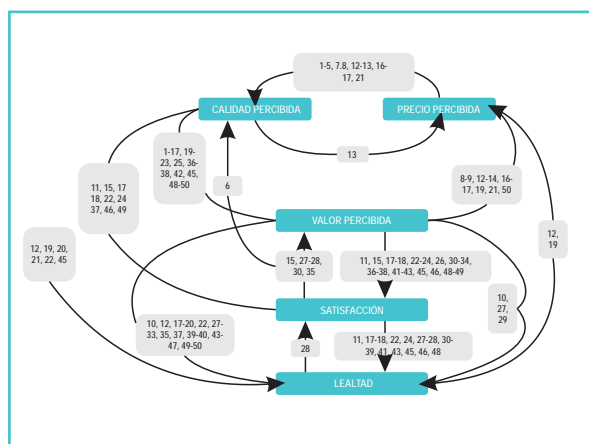 1-5, 7.8, 12-13, 16-
17, 21
CALIDAD PERCIBIDA
PRECIO PERCIBIDA
1-17, 19-
23, 25, 36-
38, 42, 45,
48-50
13
11, 15, 17
18, 22, 24
37, 46, 49
6
8-9, 12-14, 16-
17, 19, 21, 50
VALOR PERCIBIDA
12, 19, 20,
21, 22, 45
12,
19
15, 27-28,
30, 35
11, 15, 17-18, 22-24, 26, 30-34,
36-38, 41-43, 45, 46, 48-49
SATISFACCIÓN
10,
27,
29
10, 12, 17-20, 22, 27-
33, 35, 37, 39-40, 43-
47, 49-50
28
11, 17-18, 22, 24, 27-28, 30-
39, 41, 43, 45, 46, 48
LEALTAD